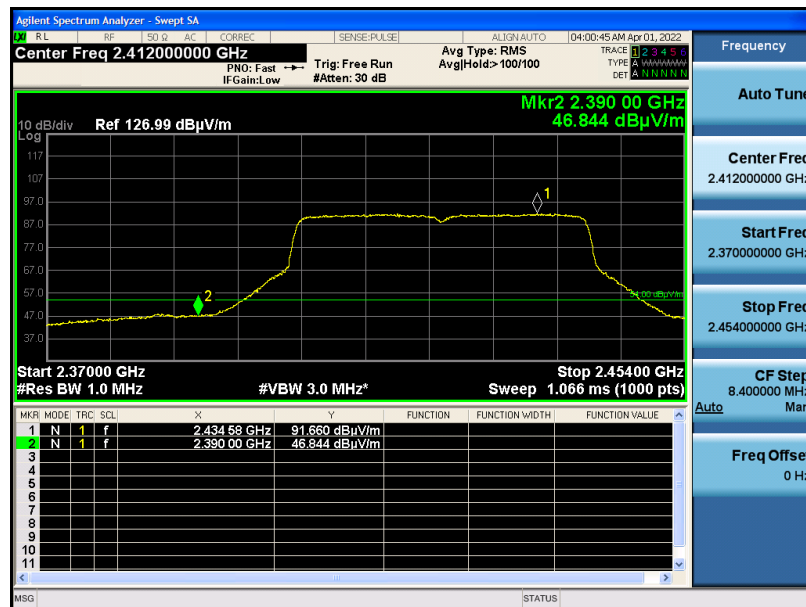 Agilent Spectrum Analyzer - Swept SA
LXI RL RF 50 Ω AC CORREC SENSE:PULSE ALIGN AUTO 04:00:45 AM Apr 01, 2022
Center Freq 2.412000000 GHz
PNO: Fast
IFGain:Low
Trig: Free Run
#Atten: 30 dB
Avg Type: RMS
Avg|Hold:>100/100
TRACE 1 2 3 4 5 6
TYPE A WWWWW
DET A N N N N N
Mkr2 2.390 00 GHz
46.844 dBµV/m
10 dB/div Ref 126.99 dBµV/m
Log
117
107
97.0
87.0
77.0
67.0
57.0
47.0
37.0
1
2
54.00 dBµV/m
Start 2.37000 GHz Stop 2.45400 GHz
#Res BW 1.0 MHz #VBW 3.0 MHz* Sweep 1.066 ms (1000 pts)
MKR MODE TRC SCL X Y FUNCTION FUNCTION WIDTH FUNCTION VALUE
1 N 1 f 2.434 58 GHz 91.660 dBµV/m
2 N 1 f 2.390 00 GHz 46.844 dBµV/m
3
4
5
6
7
8
9
10
11
MSG STATUS
Frequency
Auto Tune
Center Freq
2.412000000 GHz
Start Freq
2.370000000 GHz
Stop Freq
2.454000000 GHz
CF Step
8.400000 MHz
Auto Man
Freq Offset
0 Hz